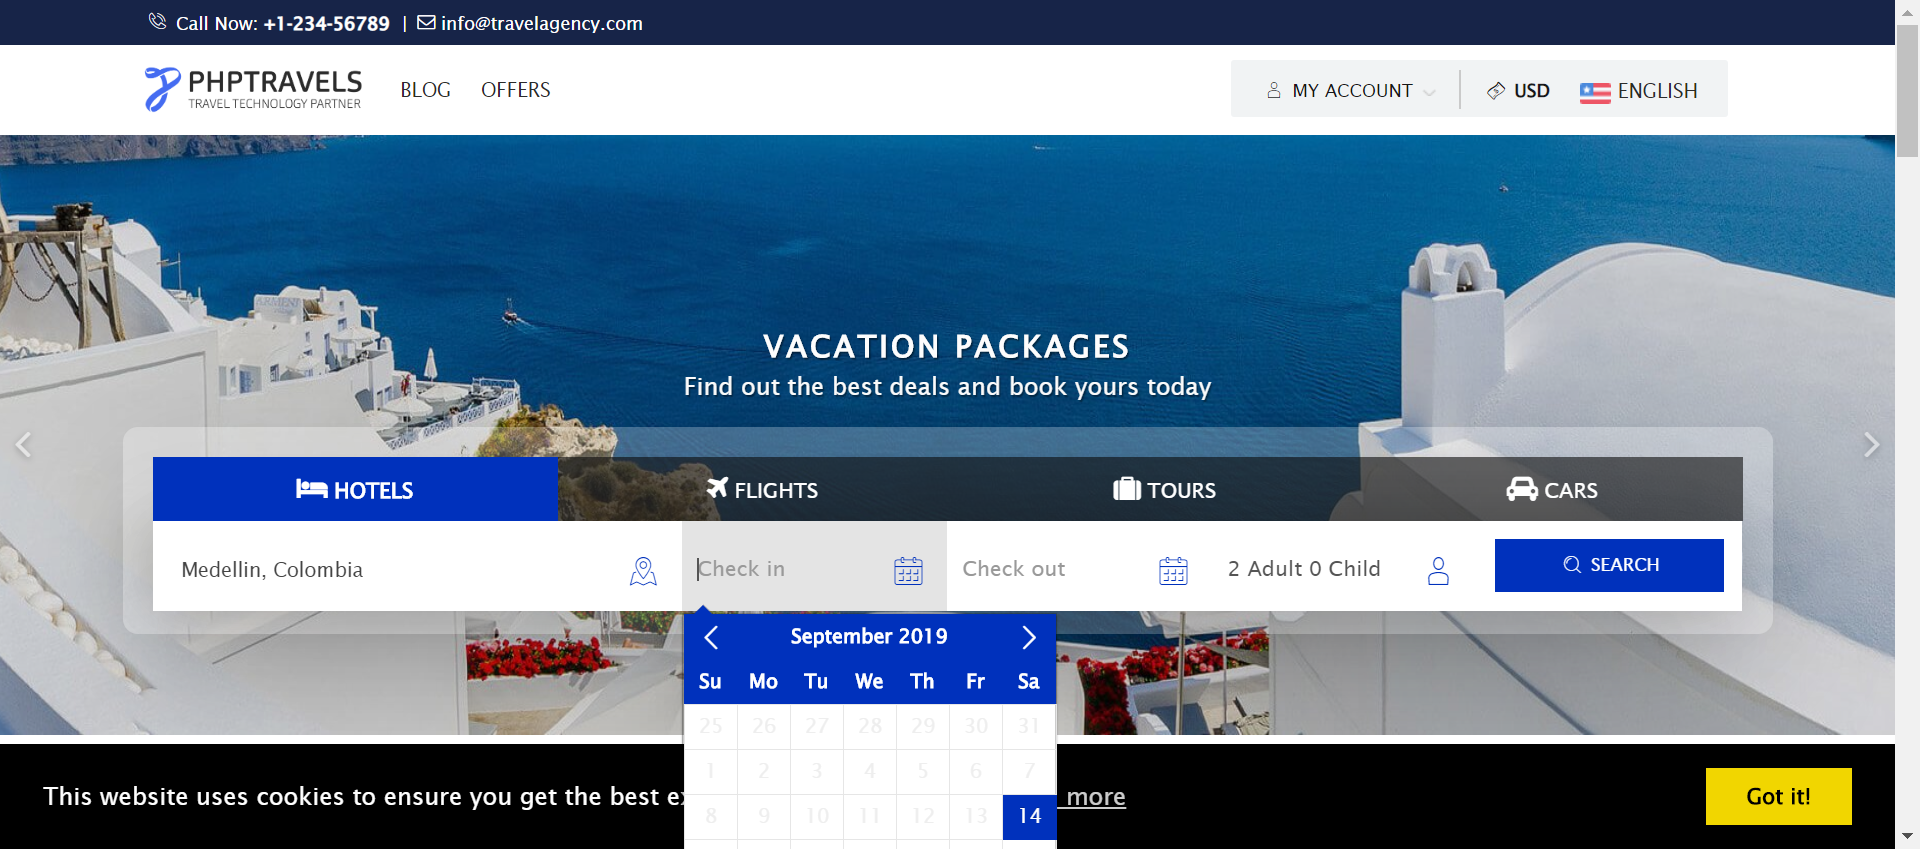 Call Now: +1-234-56789 | info@travelagency.com
PHPTRAVELS
TRAVEL TECHNOLOGY PARTNER
BLOG OFFERS
MY ACCOUNT
USD
ENGLISH
VACATION PACKAGES
Find out the best deals and book yours today
HOTELS
FLIGHTS
TOURS
CARS
Medellin, Colombia
Check in
Check out
2 Adult 0 Child
SEARCH
September 2019
Su Mo Tu We Th Fr Sa
25 26 27 28 29 30 31
1 2 3 4 5 6 7
8 9 10 11 12 13 14
This website uses cookies to ensure you get the best
more
Got it!